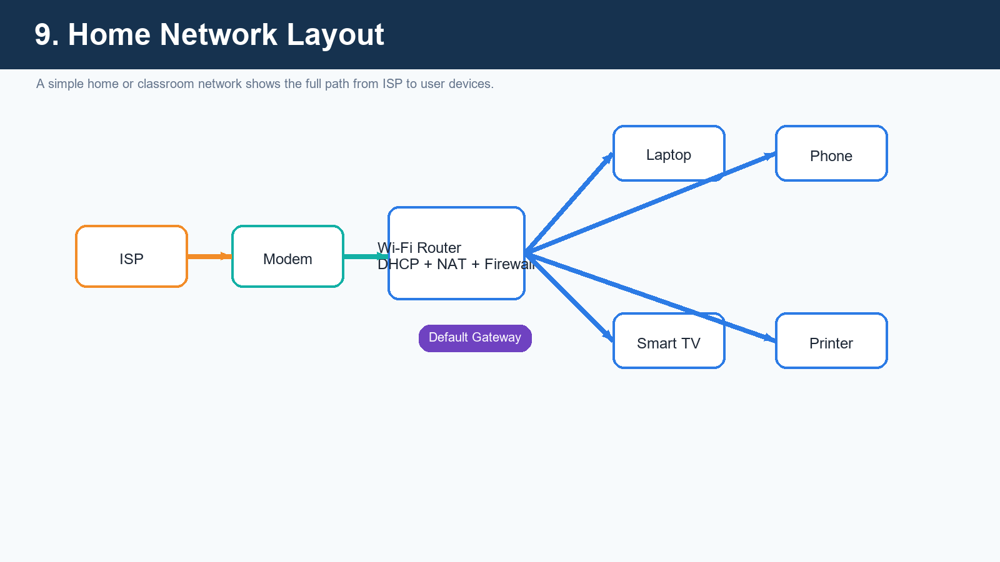 9. Home Network Layout
A simple home or classroom network shows the full path from ISP to user devices.
Laptop
Phone
ISP
Modem
Wi-Fi Router
DHCP + NAT + Firewall
Default Gateway
Smart TV
Printer